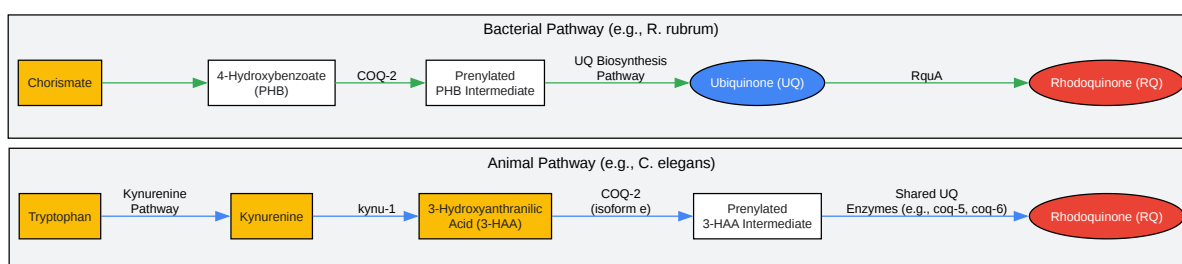 Bacterial Pathway (e.g., R. rubrum)
Chorismate
4-Hydroxybenzoate
(PHB)
COQ-2
Prenylated
PHB Intermediate
UQ Biosynthesis
Pathway
Ubiquinone (UQ)
RquA
Rhodoquinone (RQ)
Animal Pathway (e.g., C. elegans)
Tryptophan
Kynurenine
Pathway
Kynurenine
kynu-1
3-Hydroxyanthranilic
Acid (3-HAA)
COQ-2
(isoform e)
Prenylated
3-HAA Intermediate
Shared UQ
Enzymes (e.g., coq-5, coq-6)
Rhodoquinone (RQ)